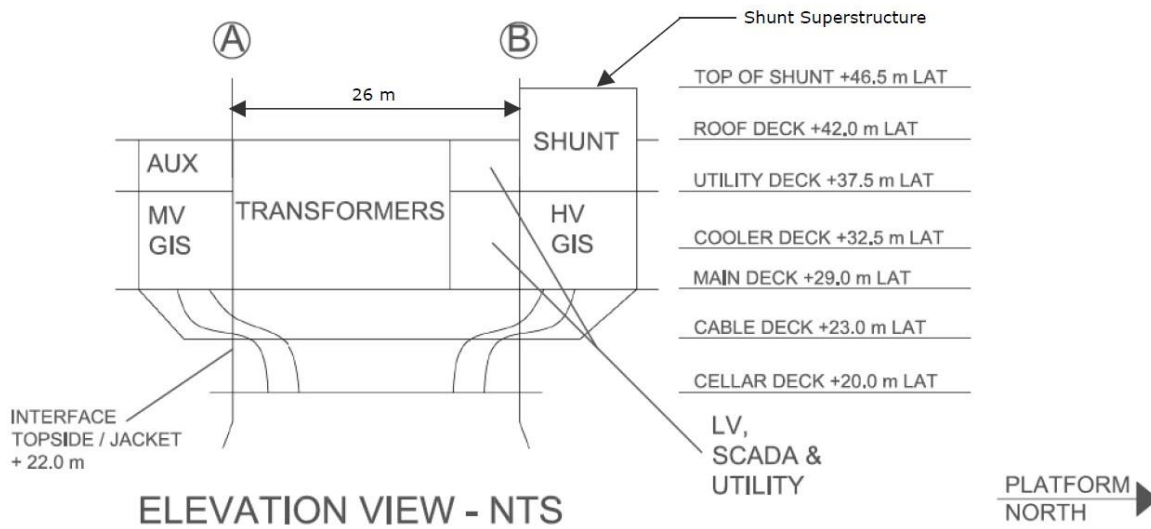 Shunt Superstructure
A
B
26 m
TOP OF SHUNT +46.5 m LAT
ROOF DECK +42.0 m LAT
SHUNT
AUX
UTILITY DECK +37.5 m LAT
MV
GIS
TRANSFORMERS
HV
GIS
COOLER DECK +32.5 m LAT
MAIN DECK +29.0 m LAT
CABLE DECK +23.0 m LAT
CELLAR DECK +20.0 m LAT
INTERFACE
TOPSIDE / JACKET
+ 22.0 m
LV,
SCADA &
UTILITY
ELEVATION VIEW - NTS
PLATFORM
NORTH